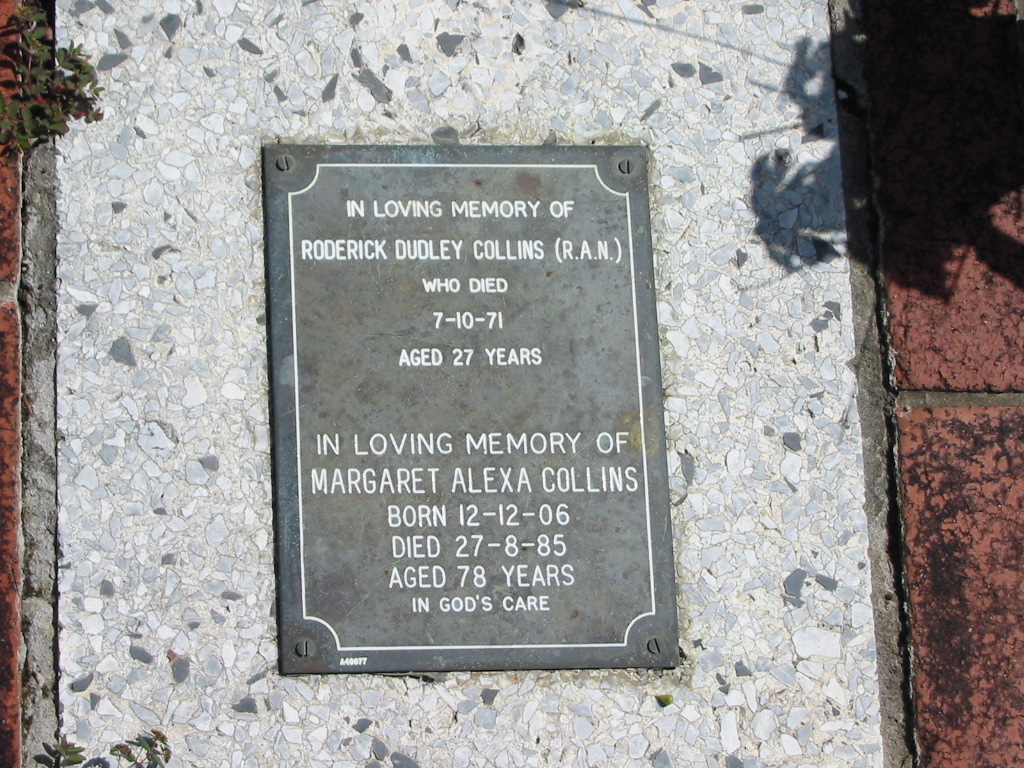 IN LOVING MEMORY OF
RODERICK DUDLEY COLLINS (R.A.N.)
WHO DIED
7-10-71
AGED 27 YEARS
IN LOVING MEMORY OF
MARGARET ALEXA COLLINS
BORN 12-12-06
DIED 27-8-85
AGED 78 YEARS
IN GOD'S CARE